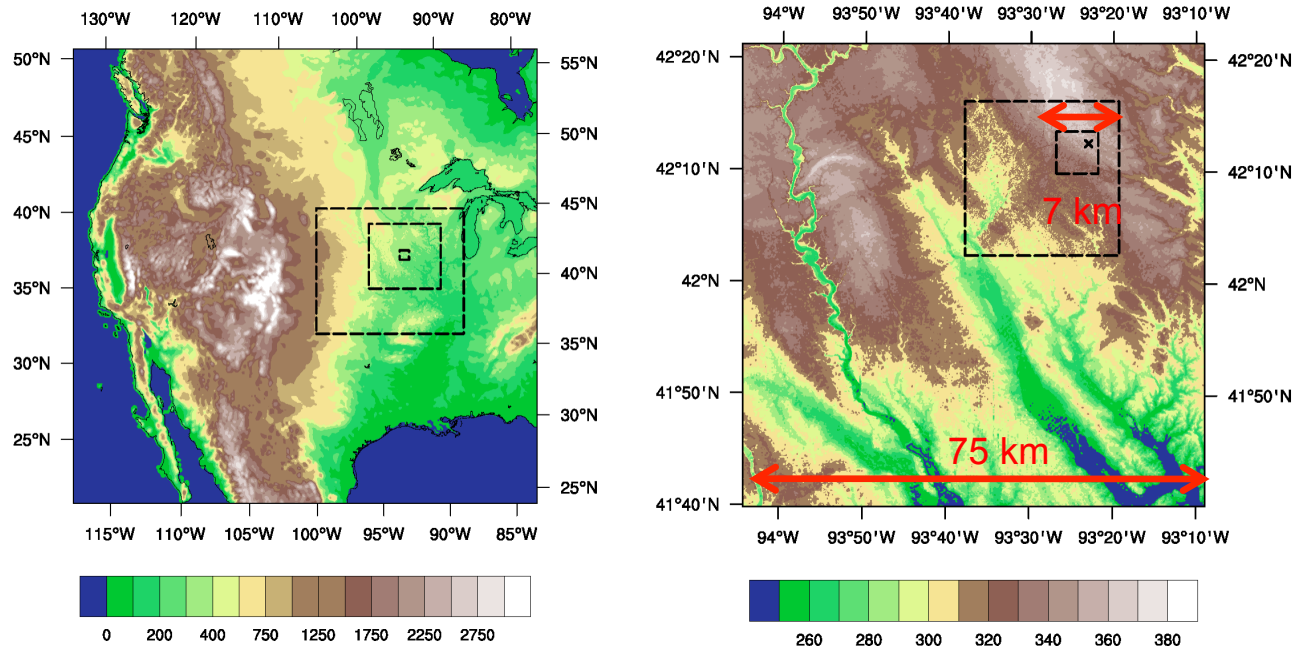 130°W 120°W 110°W 100°W 90°W 80°W
94°W 93°50′W 93°40′W 93°30′W 93°20′W 93°10′W
50°N
45°N
40°N
35°N
30°N
25°N
55°N
50°N
45°N
40°N
35°N
30°N
25°N
115°W 110°W 105°W 100°W 95°W 90°W 85°W
0 200 400 750 1250 1750 2250 2750
42°20′N
42°10′N
42°N
41°50′N
41°40′N
42°20′N
42°10′N
42°N
41°50′N
7 km
75 km
94°W 93°50′W 93°40′W 93°30′W 93°20′W 93°10′W
260 280 300 320 340 360 380